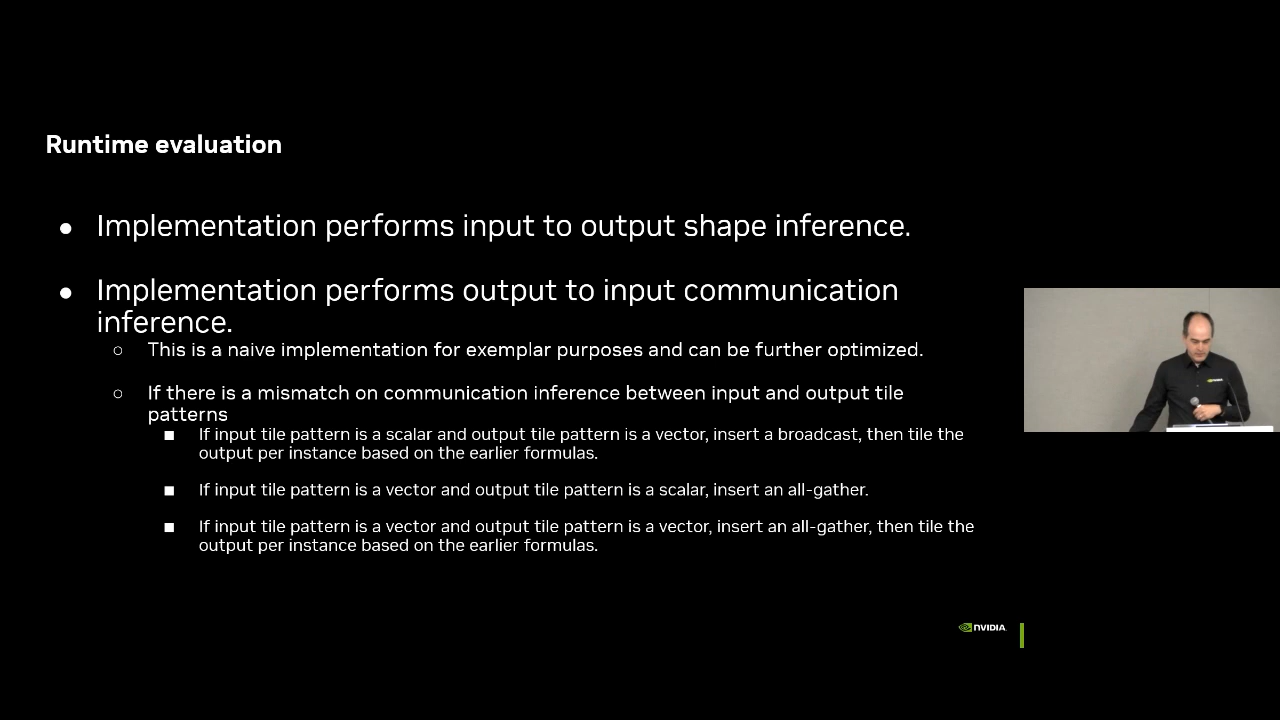 Runtime evaluation
● Implementation performs input to output shape inference.
● Implementation performs output to input communication
inference.
○ This is a naive implementation for exemplar purposes and can be further optimized.
○ If there is a mismatch on communication inference between input and output tile
patterns
■ If input tile pattern is a scalar and output tile pattern is a vector, insert a broadcast, then tile the
output per instance based on the earlier formulas.
■ If input tile pattern is a vector and output tile pattern is a scalar, insert an all-gather.
■ If input tile pattern is a vector and output tile pattern is a vector, insert an all-gather, then tile the
output per instance based on the earlier formulas.
NVIDIA
NVIDIA